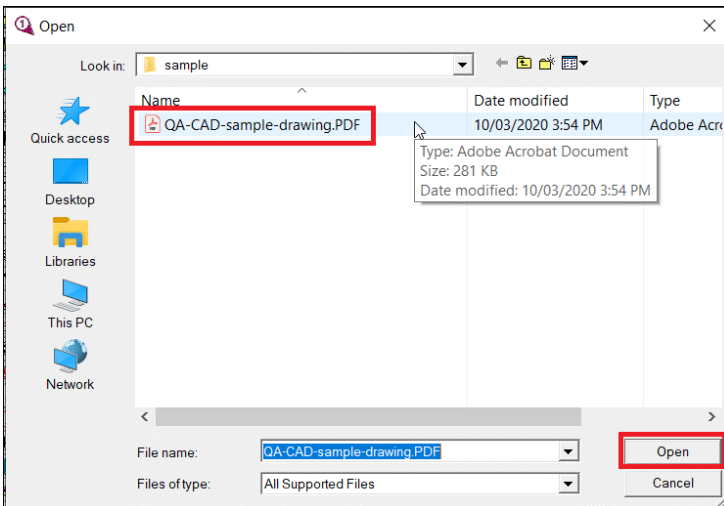 Open
Look in: sample
Name Date modified Type
QA-CAD-sample-drawing.PDF 10/03/2020 3:54 PM Adobe Acr
Type: Adobe Acrobat Document
Size: 281 KB
Date modified: 10/03/2020 3:54 PM
Quick access
Desktop
Libraries
This PC
Network
File name: QA-CAD-sample-drawing.PDF Open
Files of type: All Supported Files Cancel